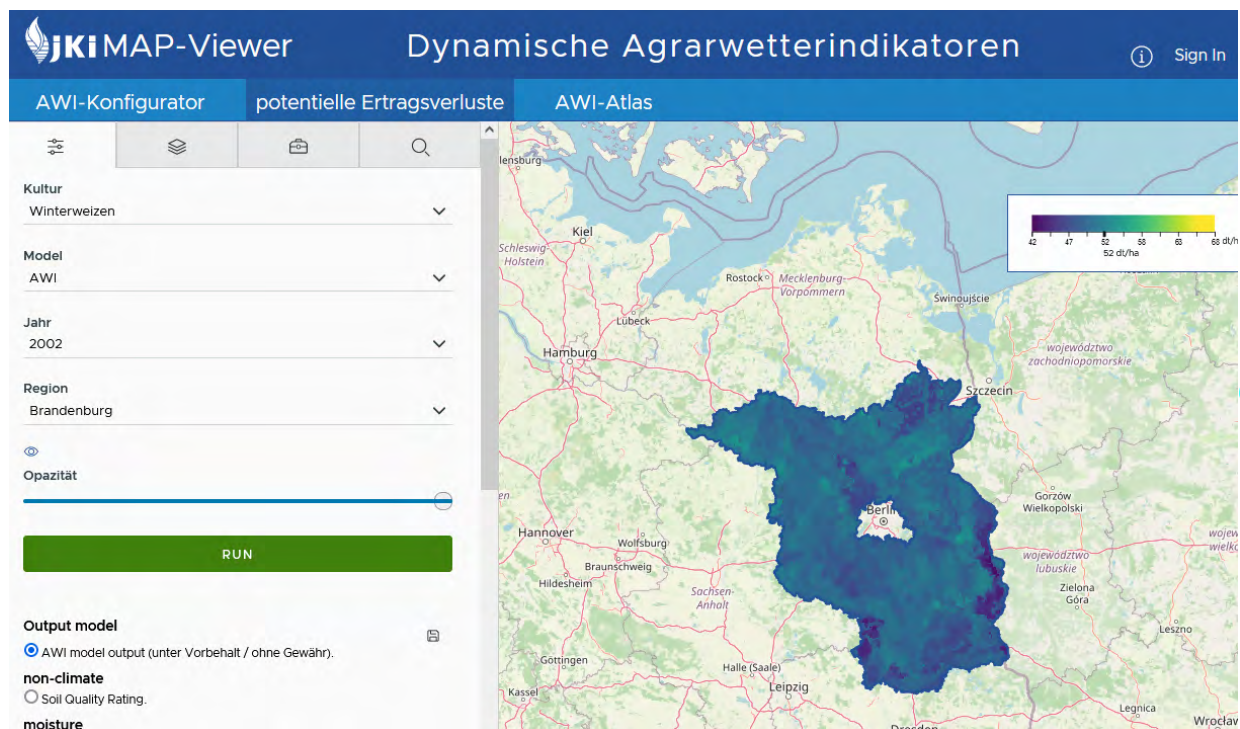 JKI MAP-Viewer
Dynamische Agrarwetterindikatoren
Sign In
AWI-Konfigurator
potentielle Ertragsverluste
AWI-Atlas
Kultur
Winterweizen
Model
AWI
Jahr
2002
Region
Brandenburg
Opazität
RUN
Output model
AWI model output (unter Vorbehalt / ohne Gewähr).
non-climate
Soil Quality Rating.
moisture
lensburg
Kiel
Schleswig-
Holstein
42 47 52 58 63 68 dt/h
52 dt/ha
Rostock
Mecklenburg-
Vorpommern
Świnoujście
Lübeck
Hamburg
województwo
zachodniopomorskie
Szczecin
Gorzów
Wielkopolski
Berlin
Hannover
Wolfsburg
Braunschweig
Hildesheim
województwo
lubuskie
Zielona
Góra
Sachsen-
Anhalt
Leszno
Göttingen
Halle (Saale)
Kassel
Leipzig
Legnica
Wrocław
Dresden